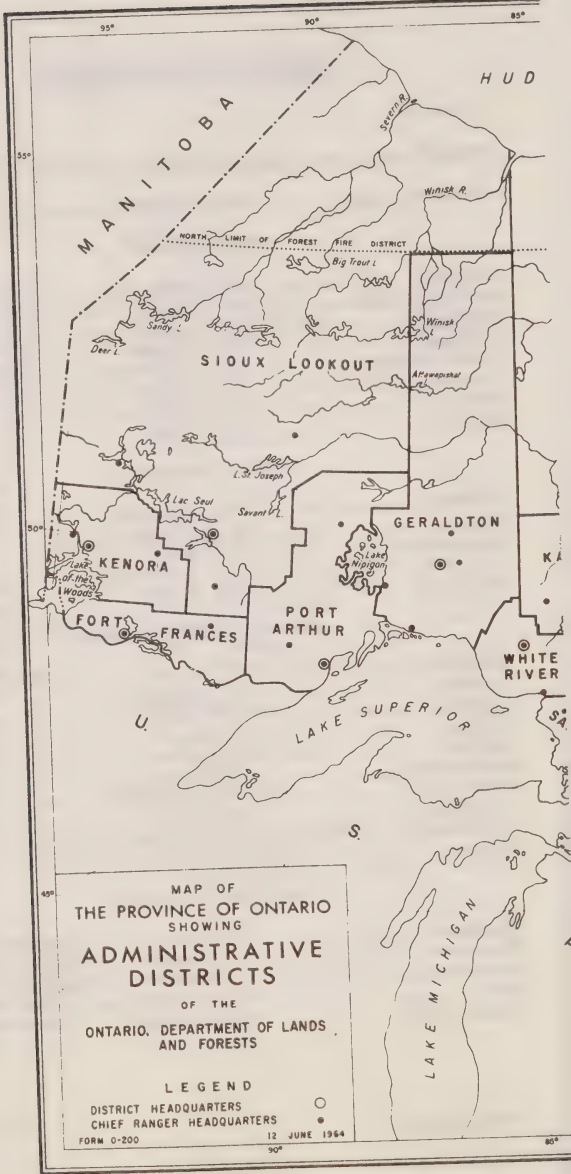 95°
90°
85°
HUD
MANITOBA
Severn R.
55°
Winisk R.
NORTH LIMIT OF FOREST FIRE DISTRICT
Big Trout L.
Sandy L.
Deer L.
Winisk L.
SIOUX LOOKOUT
Attawapiskat
L. St. Joseph
Lac Seul
Savant L.
50°
GERALDTON
KENORA
Lake Nipigon
Lake
of the
Woods
KA
PORT
ARTHUR
FORT FRANCES
WHITE
RIVER
SA
U.
LAKE SUPERIOR
S.
45°
LAKE MICHIGAN
MAP OF
THE PROVINCE OF ONTARIO
SHOWING
ADMINISTRATIVE
DISTRICTS
OF THE
ONTARIO. DEPARTMENT OF LANDS
AND FORESTS
LEGEND
DISTRICT HEADQUARTERS
CHIEF RANGER HEADQUARTERS
FORM 0-200 12 JUNE 1964
90°
85°